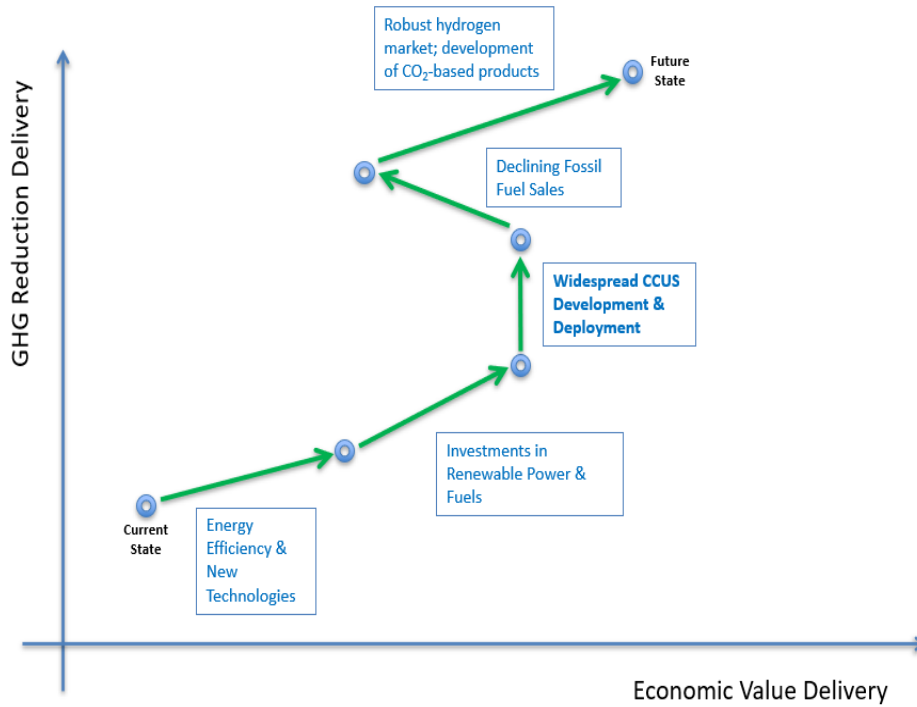 Robust hydrogen
market; development
of CO₂-based products
Future
State
GHG Reduction Delivery
Declining Fossil
Fuel Sales
Widespread CCUS
Development &
Deployment
Investments in
Renewable Power &
Fuels
Current
State
Energy
Efficiency &
New
Technologies
Economic Value Delivery